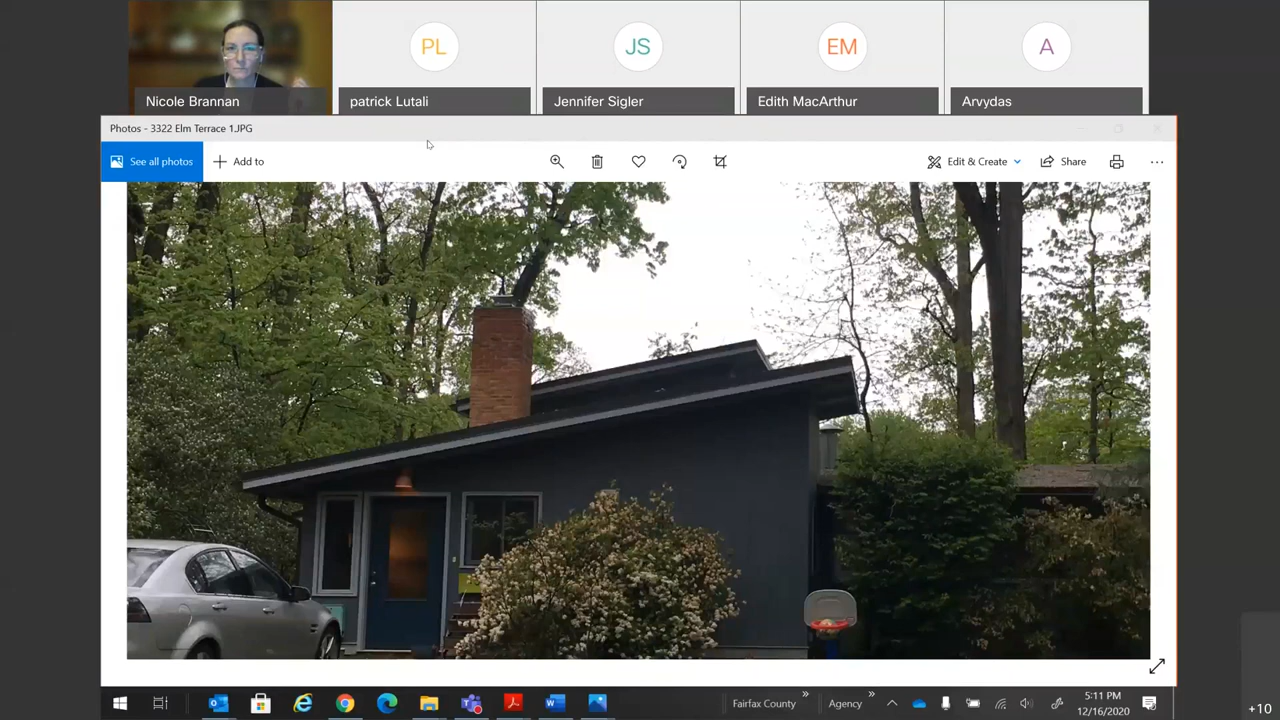 PL
JS
EM
A
Nicole Brannan
patrick Lutali
Jennifer Sigler
Edith MacArthur
Arvydas
Photos - 3322 Elm Terrace 1.JPG
See all photos
Add to
Edit & Create
Share
Fairfax County
Agency
5:11 PM
12/16/2020
+10